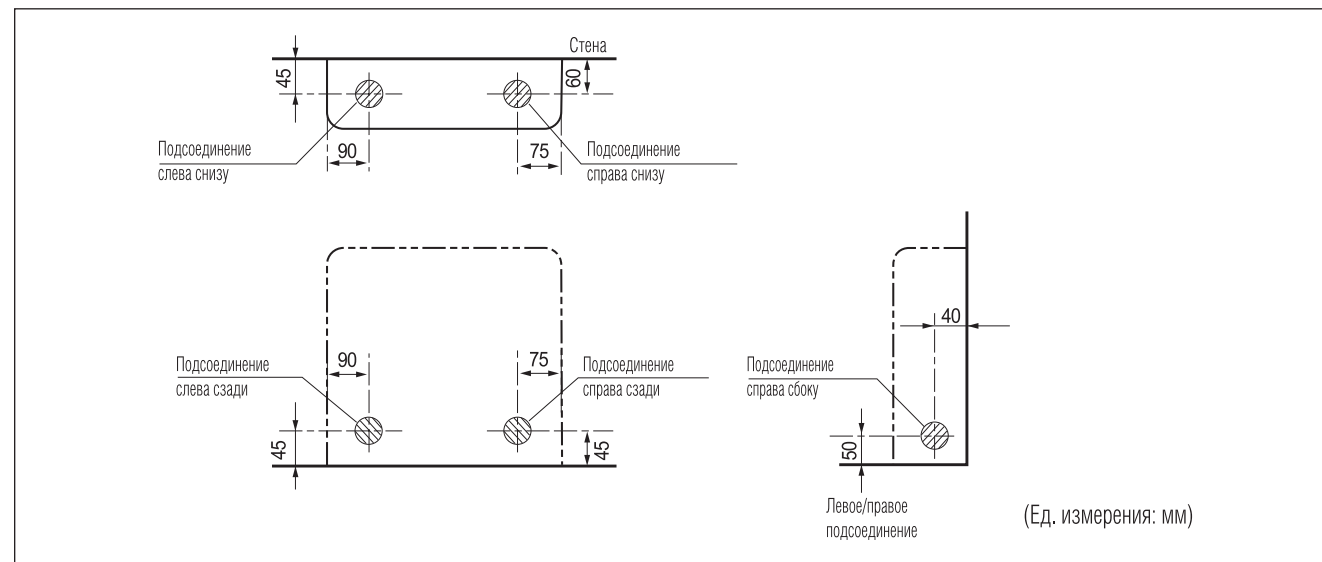 Стена
45
60
Подсоединение
слева снизу
90
75
Подсоединение
справа снизу
Подсоединение
слева сзади
90
75
Подсоединение
справа сзади
45
45
40
Подсоединение
справа сбоку
50
Левое/правое
подсоединение
(Ед. измерения: мм)